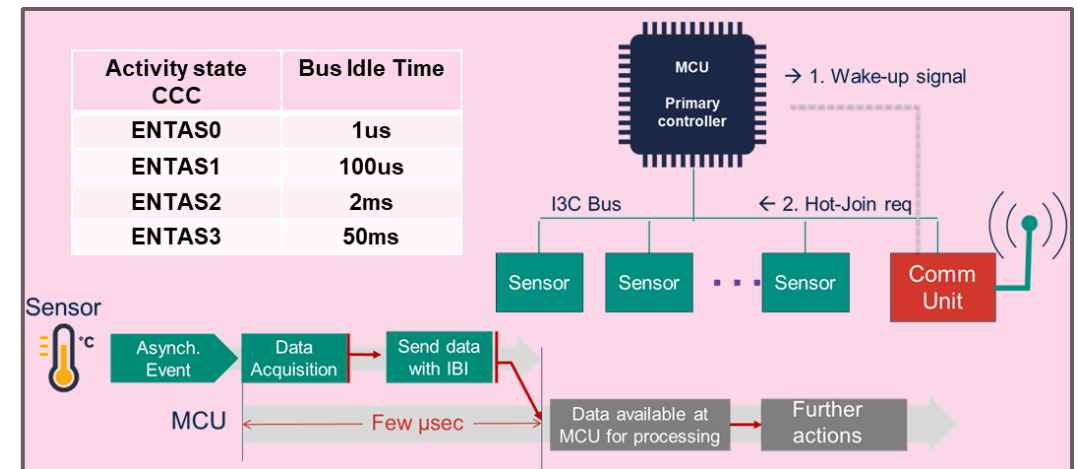 Activity state CCC Bus Idle Time
ENTAS0 1us
ENTAS1 100us
ENTAS2 2ms
ENTAS3 50ms
MCU
Primary
controller
→ 1. Wake-up signal
I3C Bus
← 2. Hot-Join req
Sensor
Sensor
Sensor
Comm
Unit
Sensor
°C
Asynch.
Event
Data
Acquisition
Send data
with IBI
MCU
Few µsec
Data available at
MCU for processing
Further
actions